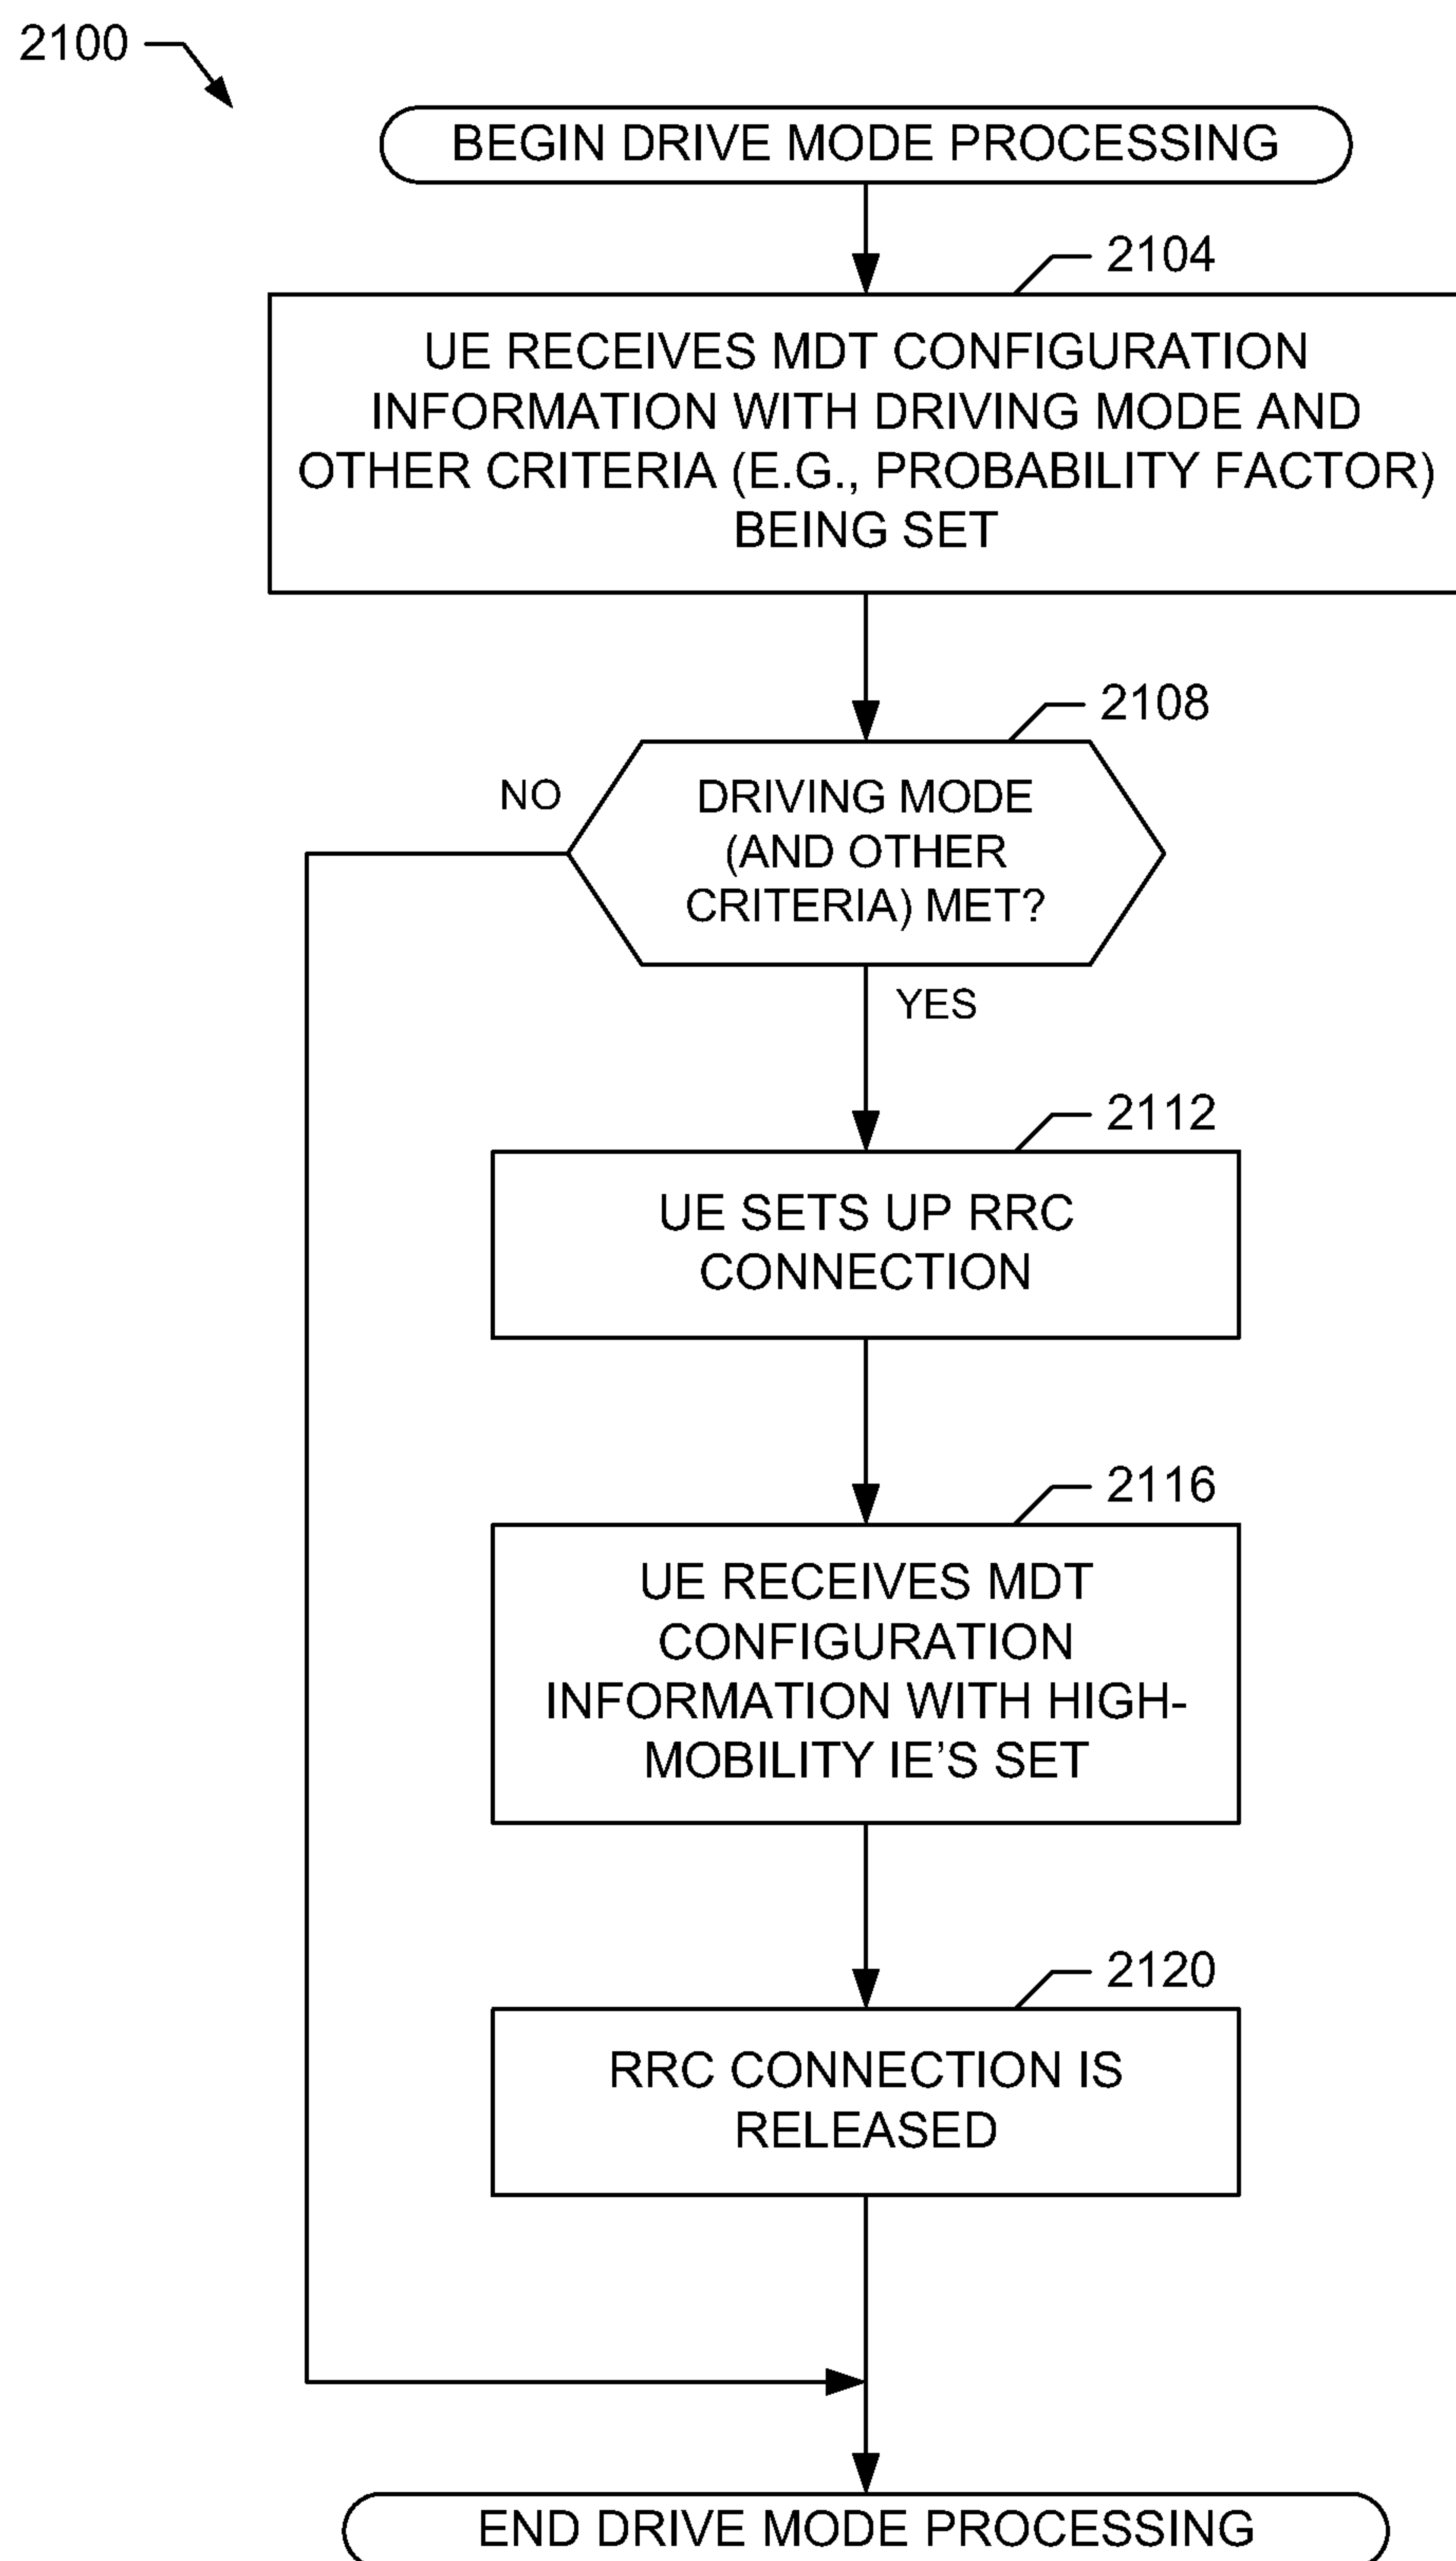 2100
BEGIN DRIVE MODE PROCESSING
2104
UE RECEIVES MDT CONFIGURATION
INFORMATION WITH DRIVING MODE AND
OTHER CRITERIA (E.G., PROBABILITY FACTOR)
BEING SET
2108
NO
DRIVING MODE
(AND OTHER
CRITERIA) MET?
YES
2112
UE SETS UP RRC
CONNECTION
2116
UE RECEIVES MDT
CONFIGURATION
INFORMATION WITH HIGH-
MOBILITY IE'S SET
2120
RRC CONNECTION IS
RELEASED
END DRIVE MODE PROCESSING